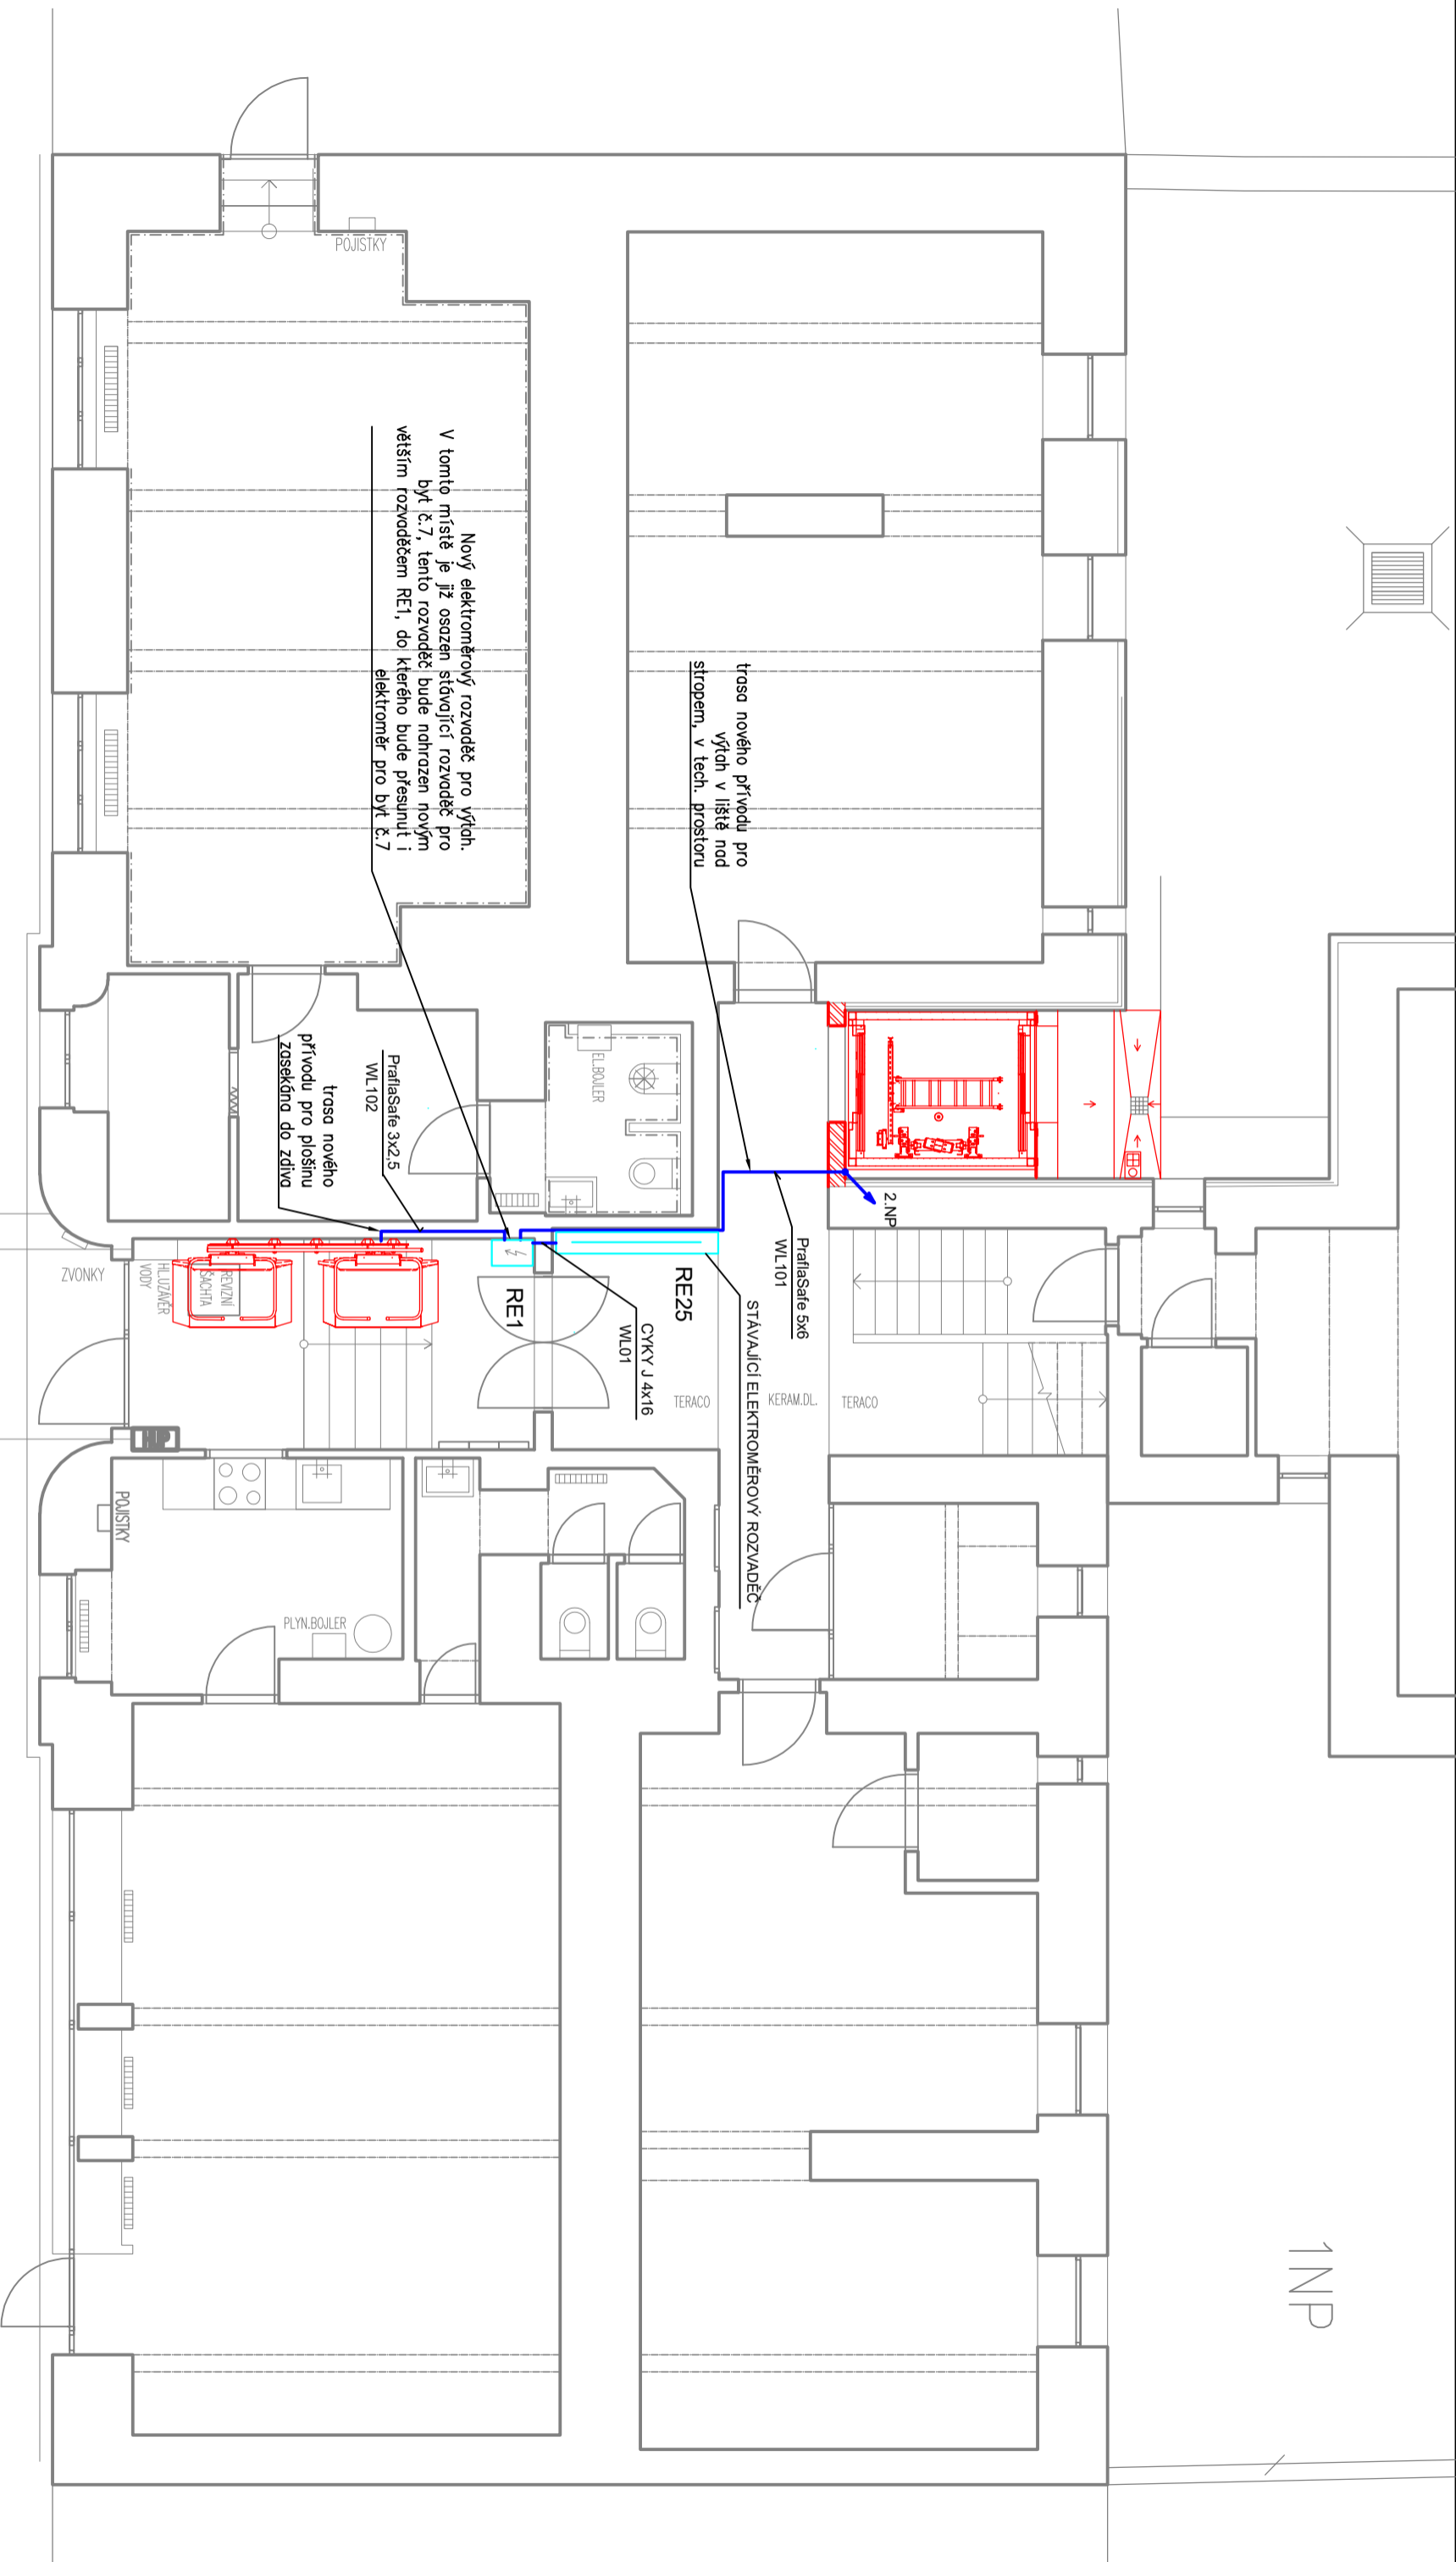 1NP
2.NP
PraflaSafe 5x6
WL101
STÁVAJÍCÍ ELEKTROMĚROVÝ ROZVADĚČ
TERACO
KERAM.DL.
TERACO
trasa nového přívodu pro
výtah v liště nad
stropem, v tech. prostoru
RE25
CYKY J 4x16
WL01
RE1
EL.BOJLER
Nový elektroměrový rozvaděč pro výtah.
V tomto místě je již osazen stávající rozvaděč pro
byt č.7, tento rozvaděč bude nahrazen novým
větším rozvaděčem RE1, do kterého bude přesunut i
elektroměr pro byt č.7
PraflaSafe 3x2,5
WL102
trasa nového
přívodu pro plošinu
zasekána do zdiva
POJISTKY
PLYN.BOJLER
REVIZNÍ
ŠACHTA
HL.UZÁVĚR
VODY
HUP
POJISTKY
ZVONKY